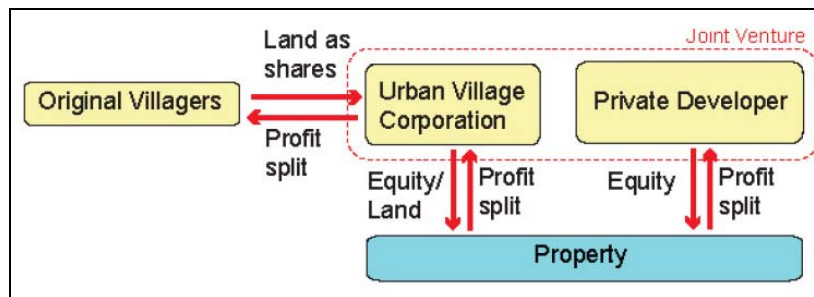 Joint Venture
Land as
shares
Original Villagers
Urban Village
Corporation
Private Developer
Profit
split
Equity/
Land
Profit
split
Equity
Profit
split
Property